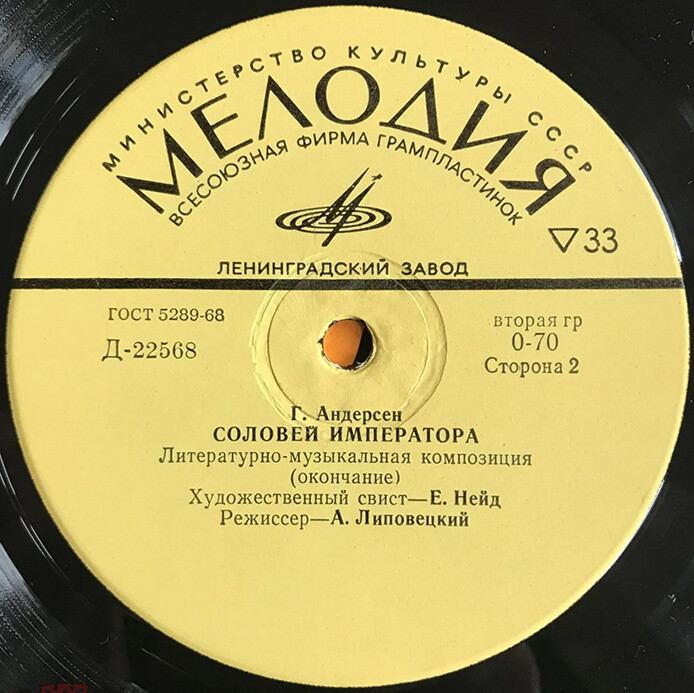 МИНИСТЕРСТВО КУЛЬТУРЫ СССР
МЕЛОДИЯ
ВСЕСОЮЗНАЯ ФИРМА ГРАМПЛАСТИНОК
33
ЛЕНИНГРАДСКИЙ ЗАВОД
ГОСТ 5289-68
Д-22568
вторая гр
0-70
Сторона 2
Г. Андерсен
СОЛОВЕЙ ИМПЕРАТОРА
Литературно-музыкальная композиция
(окончание)
Художественный свист—Е. Нейд
Режиссер—А. Липовецкий